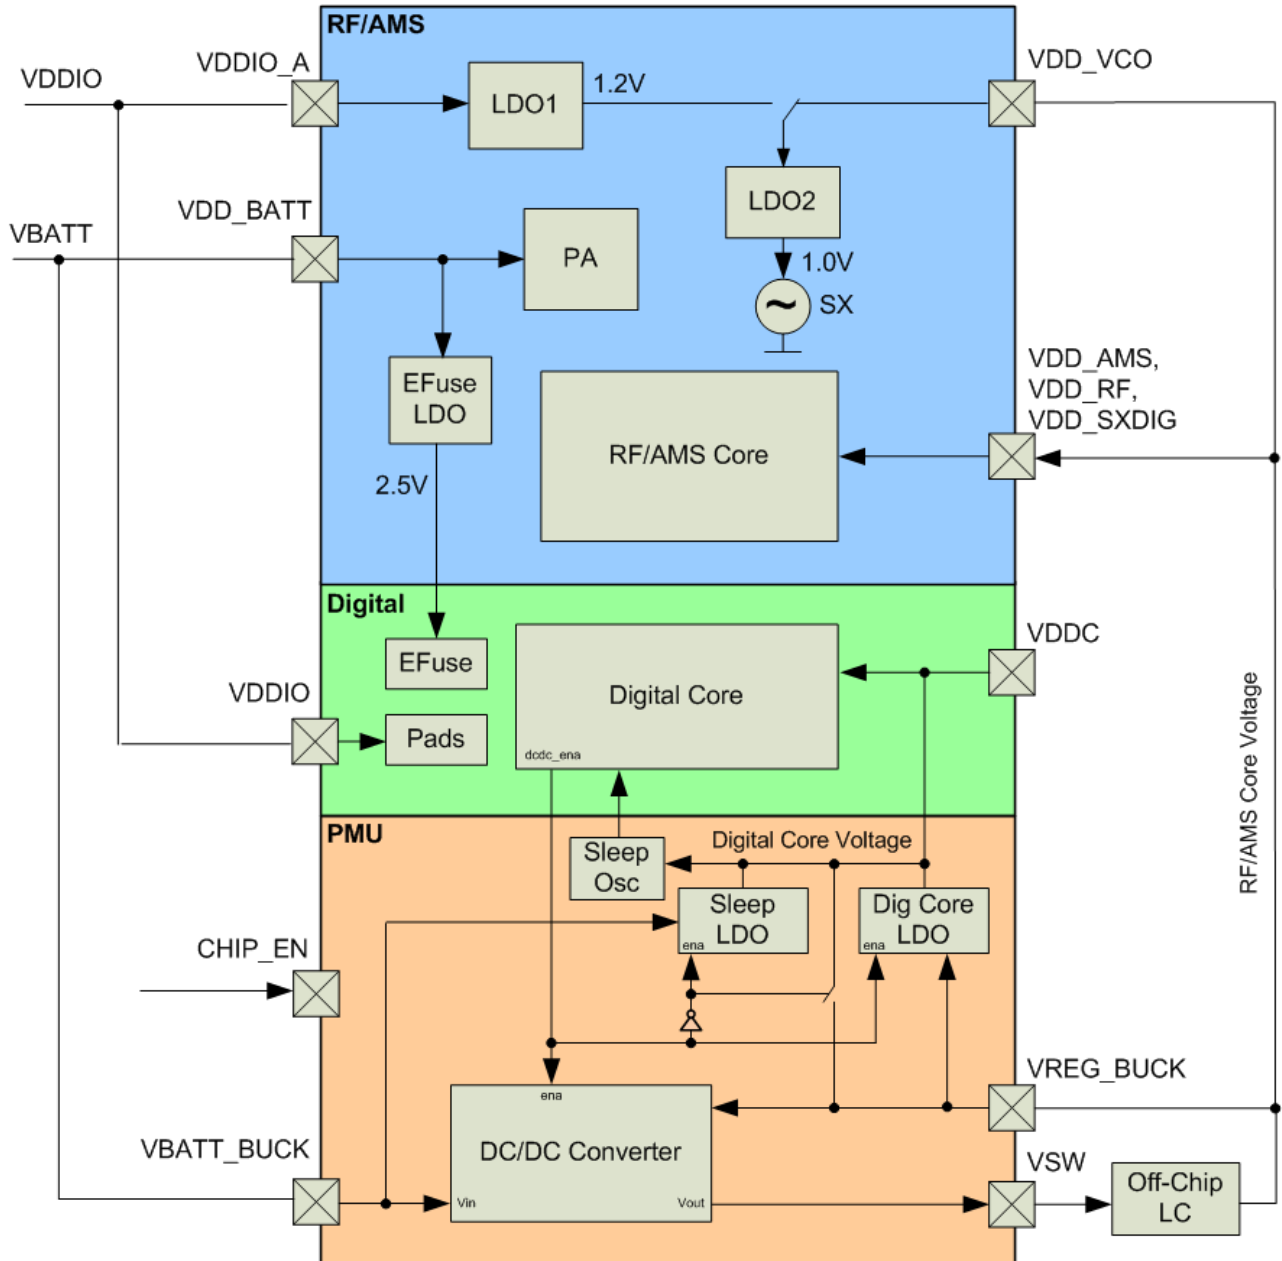 RF/AMS
VDDIO
VDDIO_A
LDO1
1.2V
VDD_VCO
VBATT
VDD_BATT
PA
LDO2
1.0V
SX
EFuse
LDO
2.5V
RF/AMS Core
VDD_AMS,
VDD_RF,
VDD_SXDIG
Digital
EFuse
VDDIO
Pads
Digital Core
dcdc_ena
VDDC
RF/AMS Core Voltage
PMU
Digital Core Voltage
Sleep
Osc
Sleep
LDO
ena
Dig Core
LDO
ena
CHIP_EN
VREG_BUCK
ena
DC/DC Converter
Vin
Vout
VBATT_BUCK
VSW
Off-Chip
LC